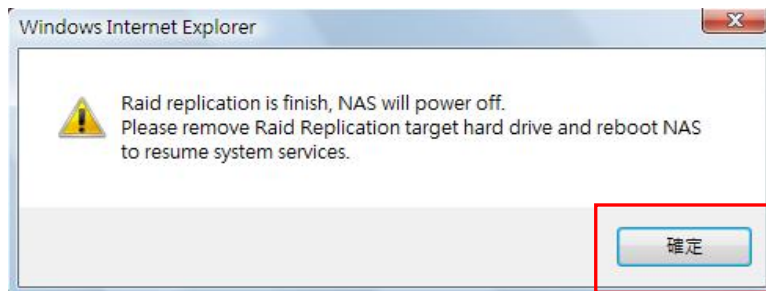 Windows Internet Explorer
Raid replication is finish, NAS will power off.
Please remove Raid Replication target hard drive and reboot NAS
to resume system services.
確定